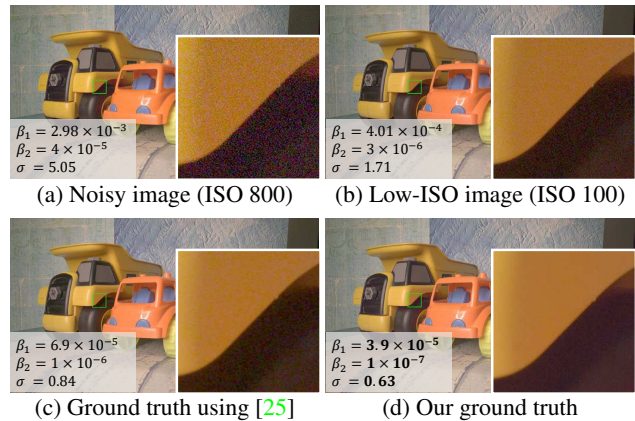 β₁ = 2.98 × 10⁻³
β₂ = 4 × 10⁻⁵
σ = 5.05
(a) Noisy image (ISO 800)
β₁ = 4.01 × 10⁻⁴
β₂ = 3 × 10⁻⁶
σ = 1.71
(b) Low-ISO image (ISO 100)
β₁ = 6.9 × 10⁻⁵
β₂ = 1 × 10⁻⁶
σ = 0.84
(c) Ground truth using [25]
β₁ = 3.9 × 10⁻⁵
β₂ = 1 × 10⁻⁷
σ = 0.63
(d) Our ground truth